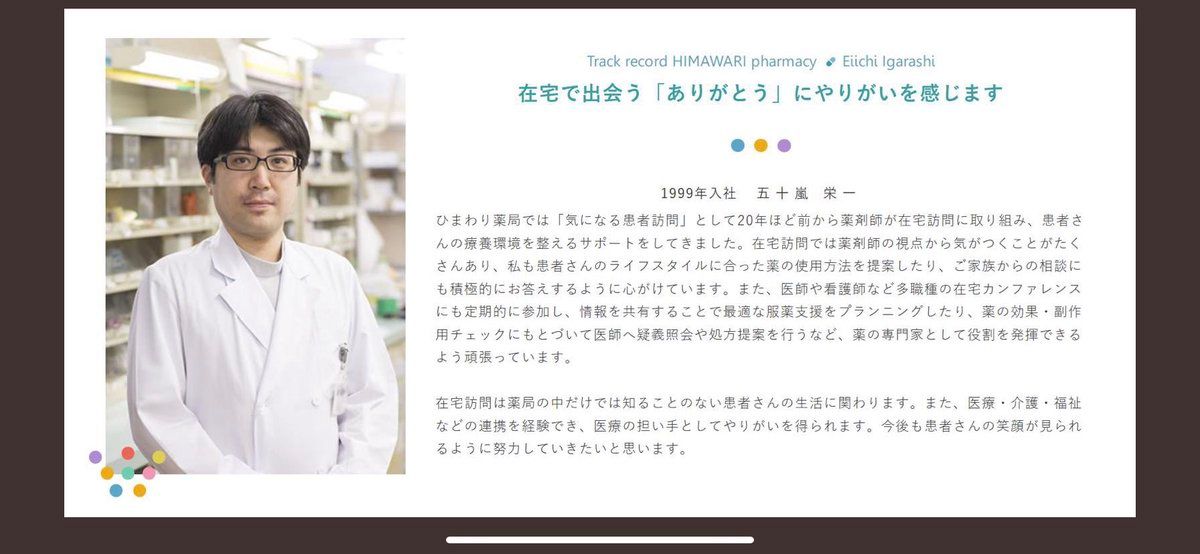 Track record HIMAWARI pharmacy Eiichi Igarashi
在宅で出会う「ありがとう」にやりがいを感じます
1999年入社 五十嵐 栄一
ひまわり薬局では「気になる患者訪問」として20年ほど前から薬剤師が在宅訪問に取り組み、患者さ
んの療養環境を整えるサポートをしてきました。在宅訪問では薬剤師の視点から気がつくことがたく
さんあり、私も患者さんのライフスタイルに合った薬の使用方法を提案したり、ご家族からの相談に
も積極的にお答えするように心がけています。また、医師や看護師など多職種の在宅カンファレンス
にも定期的に参加し、情報を共有することで最適な服薬支援をプランニングしたり、薬の効果・副作
用チェックにもとづいて医師へ疑義照会や処方提案を行うなど、薬の専門家として役割を発揮できる
よう頑張っています。
在宅訪問は薬局の中だけでは知ることのない患者さんの生活に関わります。また、医療・介護・福祉
などの連携を経験でき、医療の担い手としてやりがいを得られます。今後も患者さんの笑顔が見られ
るように努力していきたいと思います。